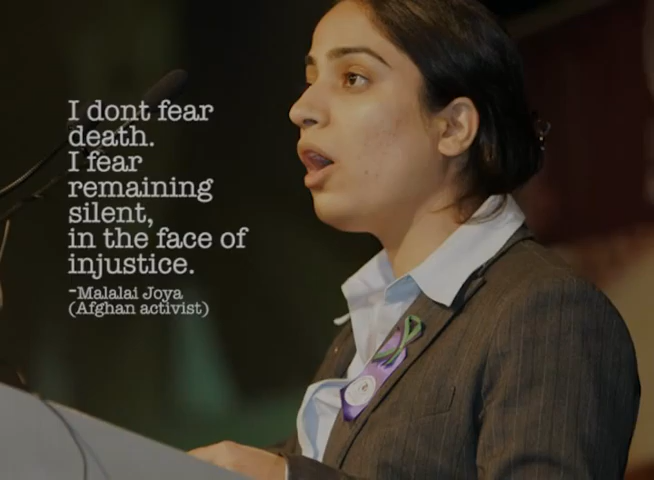 I dont fear
death.
I fear
remaining
silent,
in the face of
injustice.
-Malalai Joya
(Afghan activist)